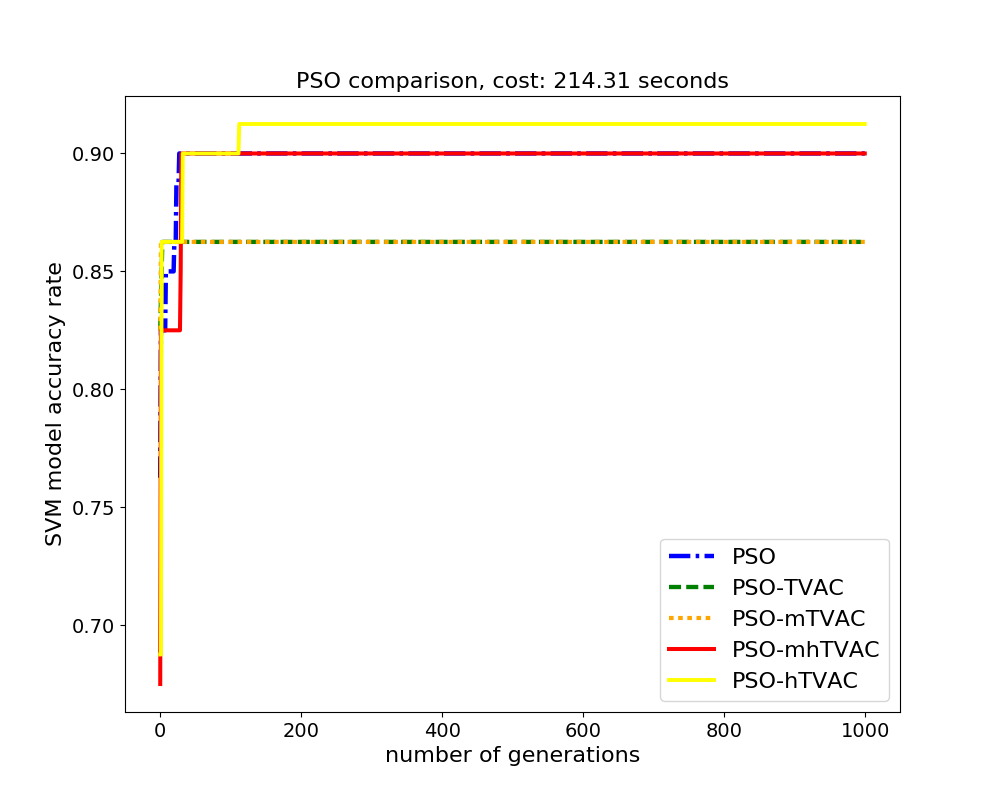 PSO comparison, cost: 214.31 seconds
SVM model accuracy rate
0.90
0.85
0.80
0.75
0.70
PSO
PSO-TVAC
PSO-mTVAC
PSO-mhTVAC
PSO-hTVAC
0 200 400 600 800 1000
number of generations